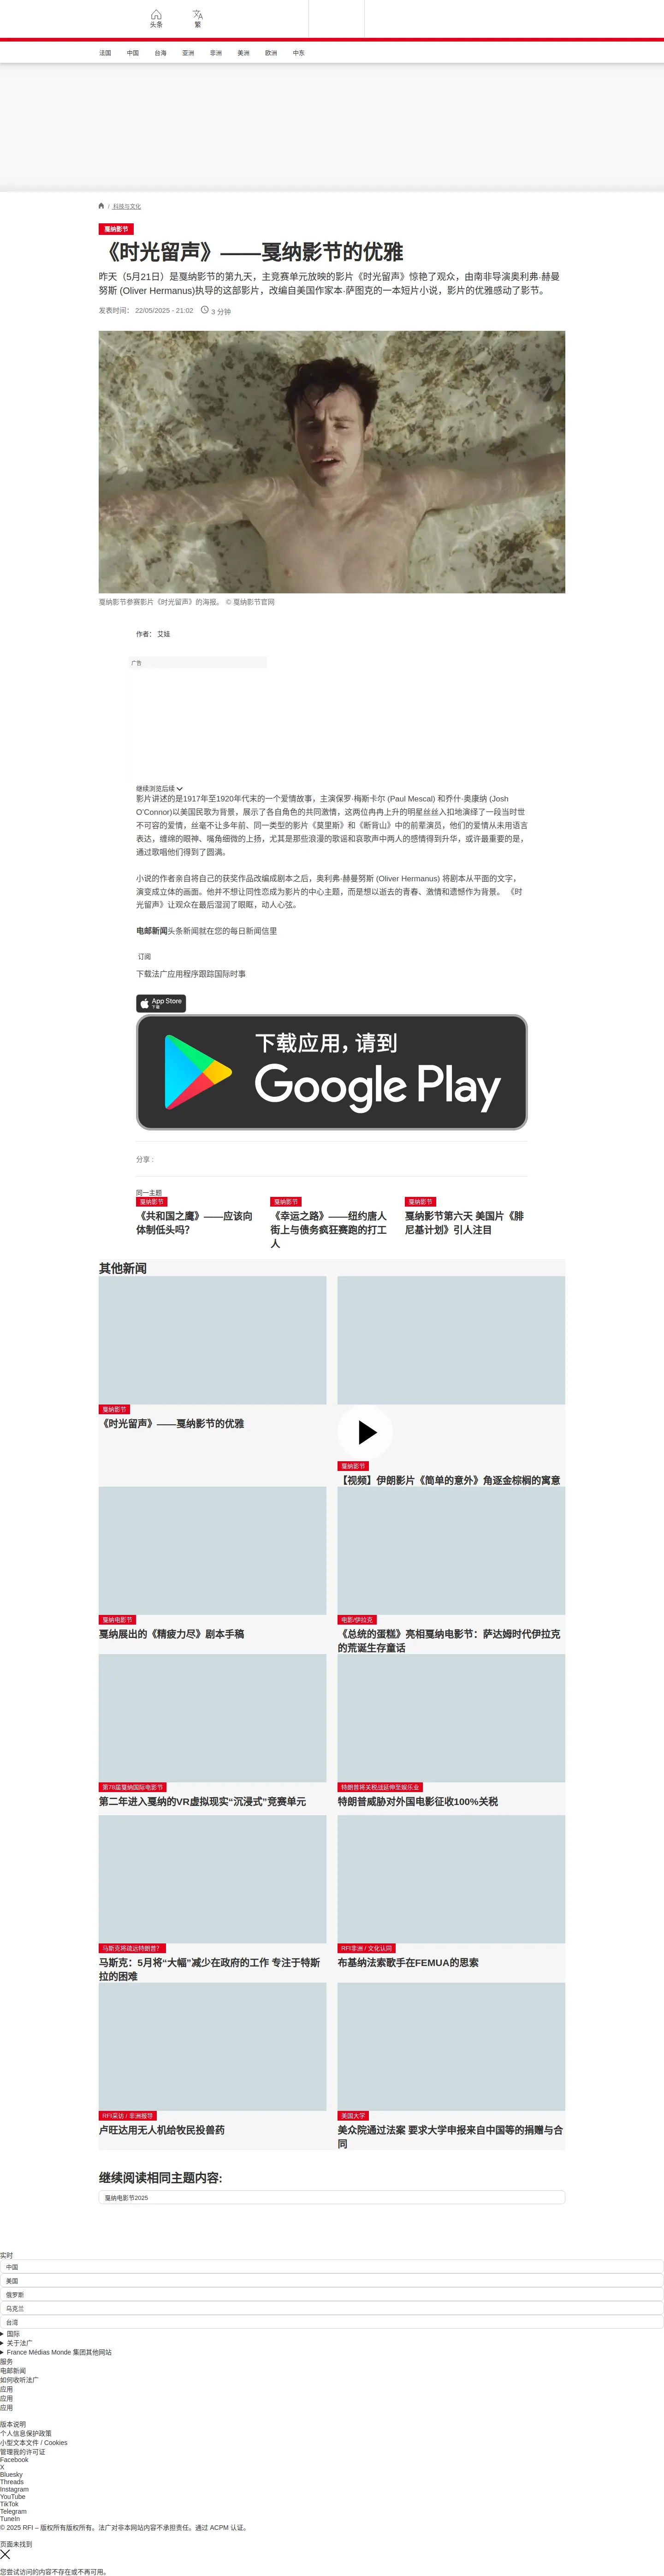 头条
繁
法国 中国 台海 亚洲 非洲 美洲 欧洲 中东
/ 科技与文化
戛纳影节
《时光留声》——戛纳影节的优雅
昨天（5月21日）是戛纳影节的第九天，主竞赛单元放映的影片《时光留声》惊艳了观众，由南非导演奥利弗·赫曼
努斯 (Oliver Hermanus)执导的这部影片，改编自美国作家本·萨图克的一本短片小说，影片的优雅感动了影节。
发表时间： 22/05/2025 - 21:02 3 分钟
戛纳影节参赛影片《时光留声》的海报。 © 戛纳影节官网
作者： 艾娃
广告
继续浏览后续
影片讲述的是1917年至1920年代末的一个爱情故事，主演保罗·梅斯卡尔 (Paul Mescal) 和乔什·奥康纳 (Josh
O’Connor)以美国民歌为背景，展示了各自角色的共同激情，这两位冉冉上升的明星丝丝入扣地演绎了一段当时世
不可容的爱情，丝毫不让多年前、同一类型的影片《莫里斯》和《断背山》中的前辈演员，他们的爱情从未用语言
表达，缠绵的眼神、嘴角细微的上扬，尤其是那些浪漫的歌谣和哀歌声中两人的感情得到升华，或许最重要的是，
通过歌唱他们得到了圆满。
小说的作者亲自将自己的获奖作品改编成剧本之后，奥利弗·赫曼努斯 (Oliver Hermanus) 将剧本从平面的文字，
演变成立体的画面。他并不想让同性恋成为影片的中心主题，而是想以逝去的青春、激情和遗憾作为背景。 《时
光留声》让观众在最后湿润了眼眶，动人心弦。
电邮新闻头条新闻就在您的每日新闻信里
订阅
下载法广应用程序跟踪国际时事
App Store
下载
下载应用，请到
Google Play
分享 :
同一主题
戛纳影节
《共和国之鹰》——应该向
体制低头吗？
戛纳影节
《幸运之路》——纽约唐人
街上与债务疯狂赛跑的打工
人
戛纳影节
戛纳影节第六天 美国片《腓
尼基计划》引人注目
其他新闻
戛纳影节
《时光留声》——戛纳影节的优雅
戛纳影节
【视频】伊朗影片《简单的意外》角逐金棕榈的寓意
戛纳电影节
戛纳展出的《精疲力尽》剧本手稿
电影/伊拉克
《总统的蛋糕》亮相戛纳电影节：萨达姆时代伊拉克
的荒诞生存童话
第78届戛纳国际电影节
第二年进入戛纳的VR虚拟现实“沉浸式”竞赛单元
特朗普将关税战延伸至娱乐业
特朗普威胁对外国电影征收100%关税
马斯克将疏远特朗普？
马斯克：5月将“大幅”减少在政府的工作 专注于特斯
拉的困难
RFI非洲 / 文化认同
布基纳法索歌手在FEMUA的思索
RFI采访 / 非洲报导
卢旺达用无人机给牧民投兽药
美国大学
美众院通过法案 要求大学申报来自中国等的捐赠与合
同
继续阅读相同主题内容:
戛纳电影节2025
实时
中国
美国
俄罗斯
乌克兰
台湾
国际
关于法广
France Médias Monde 集团其他网站
服务
电邮新闻
如何收听法广
应用
应用
应用
版本说明
个人信息保护政策
小型文本文件 / Cookies
管理我的许可证
Facebook
X
Bluesky
Threads
Instagram
YouTube
TikTok
Telegram
TuneIn
© 2025 RFI – 版权所有版权所有。法广对非本网站内容不承担责任。通过 ACPM 认证。
页面未找到
您尝试访问的内容不存在或不再可用。